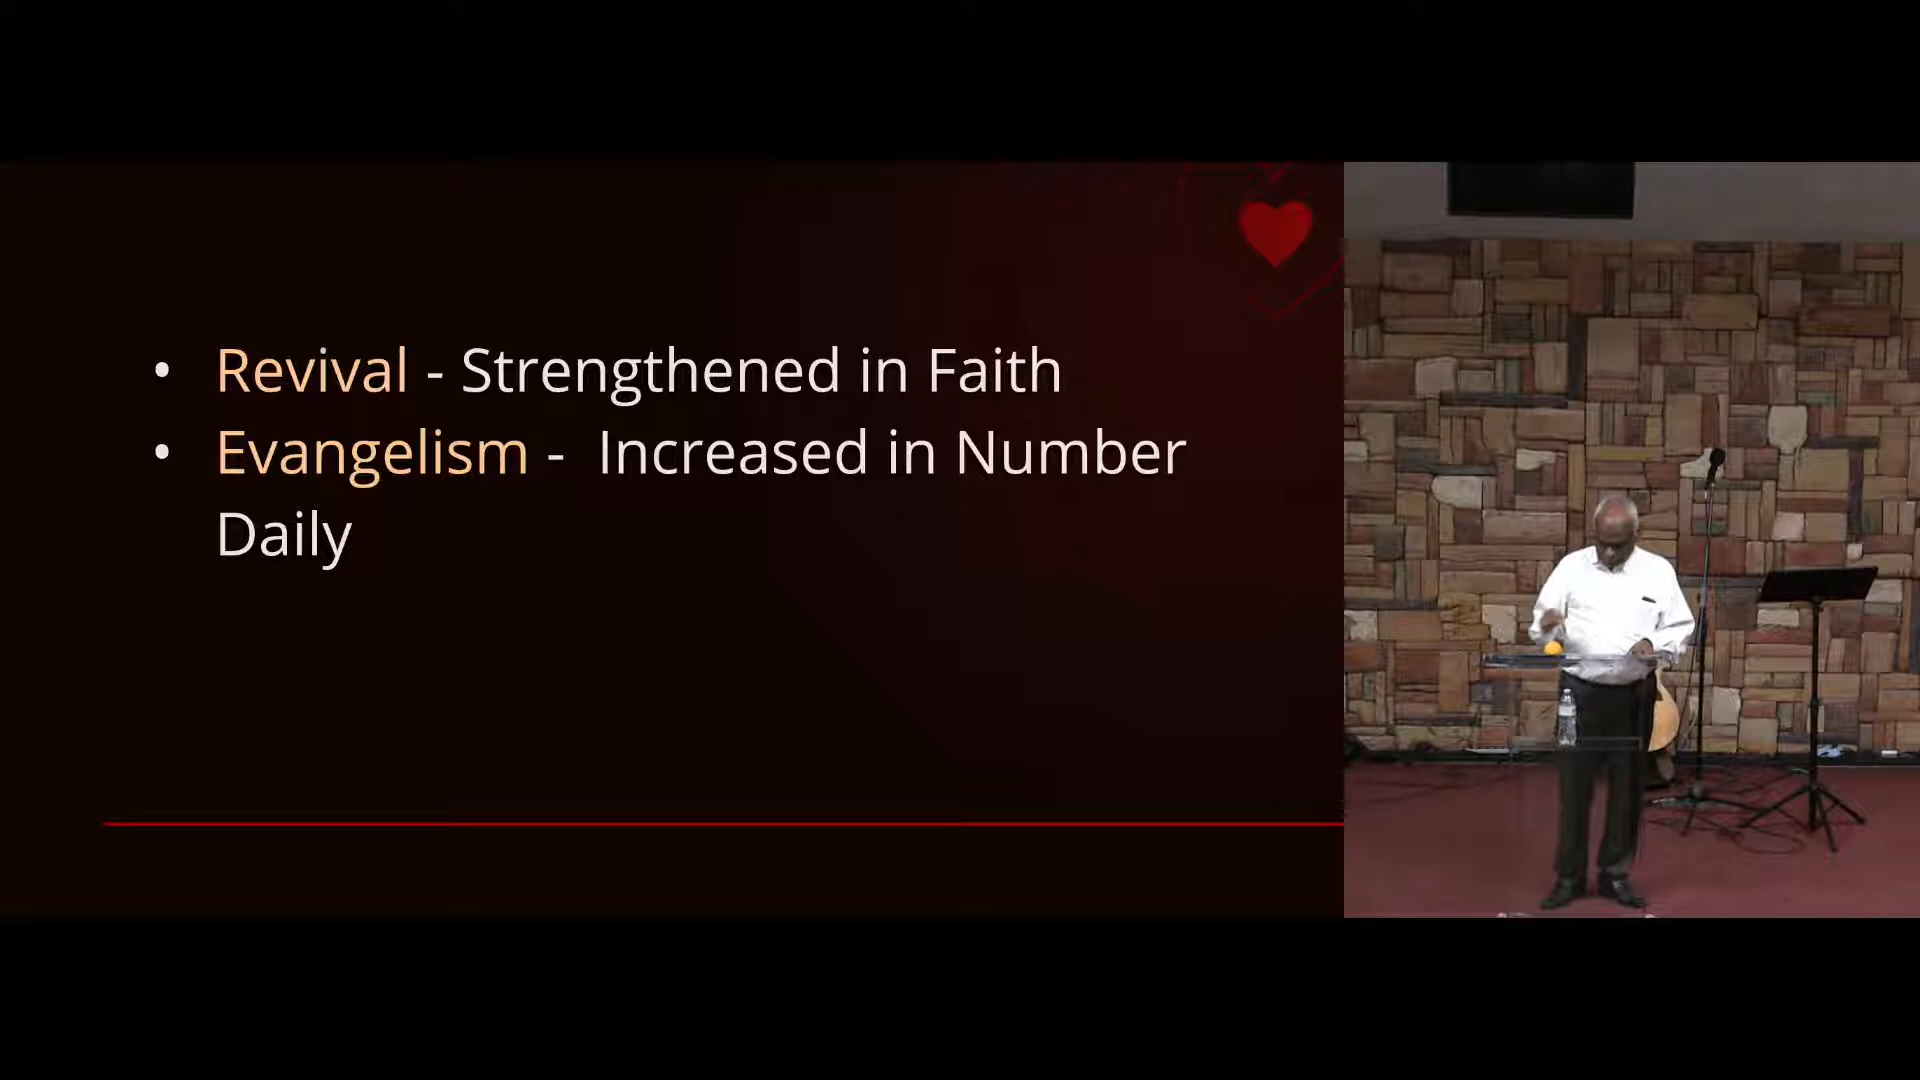 • Revival - Strengthened in Faith
• Evangelism -  Increased in Number
Daily